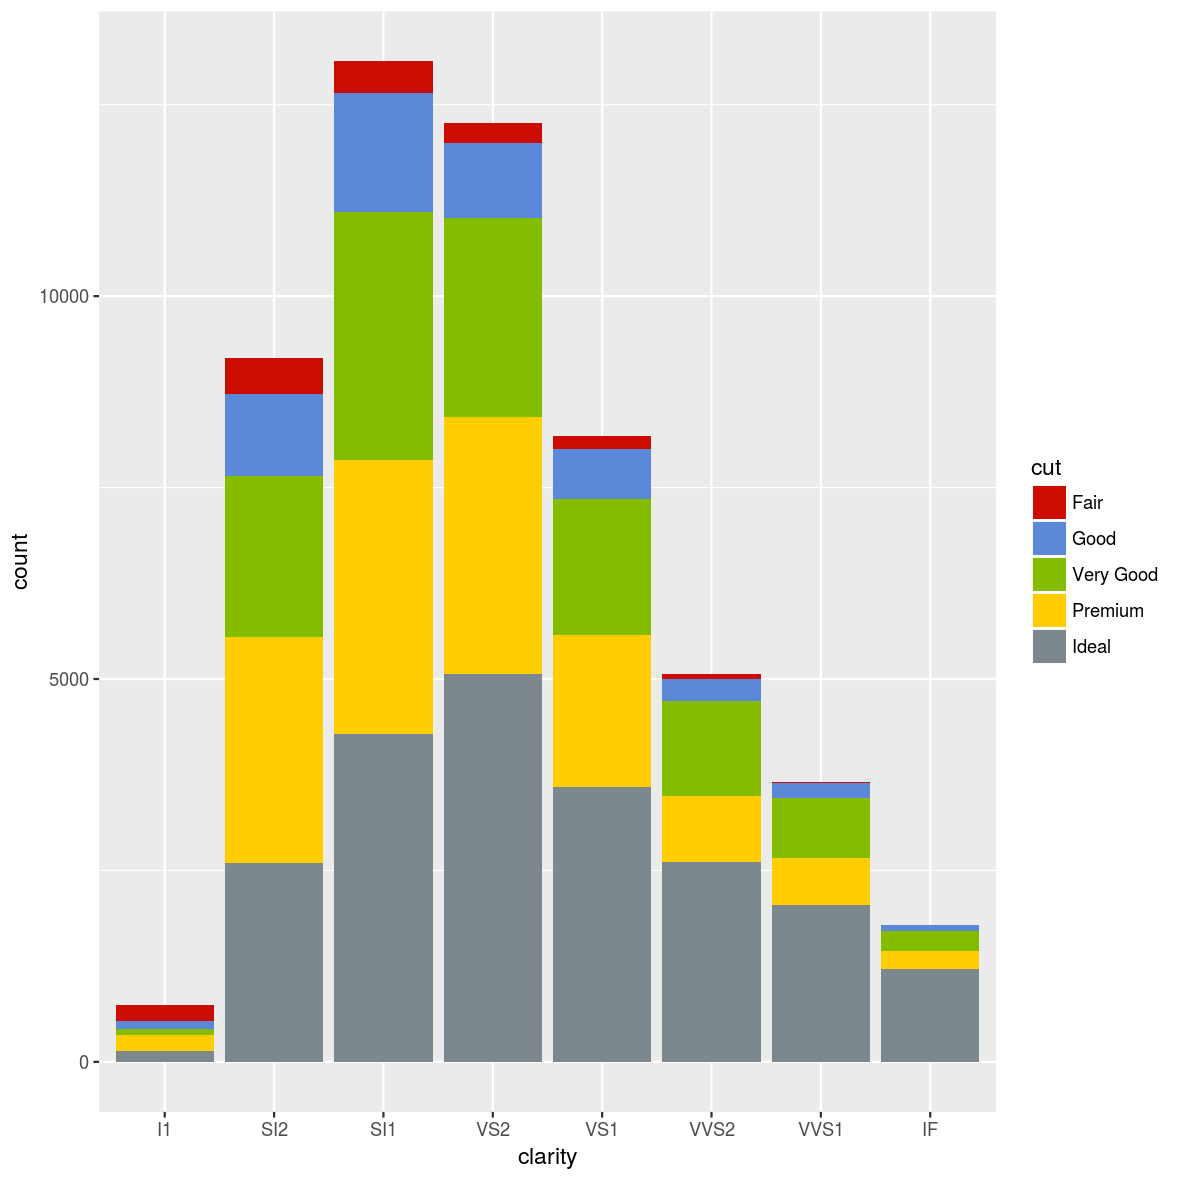 count
10000
5000
0
I1 SI2 SI1 VS2 VS1 VVS2 VVS1 IF
clarity
cut
Fair
Good
Very Good
Premium
Ideal